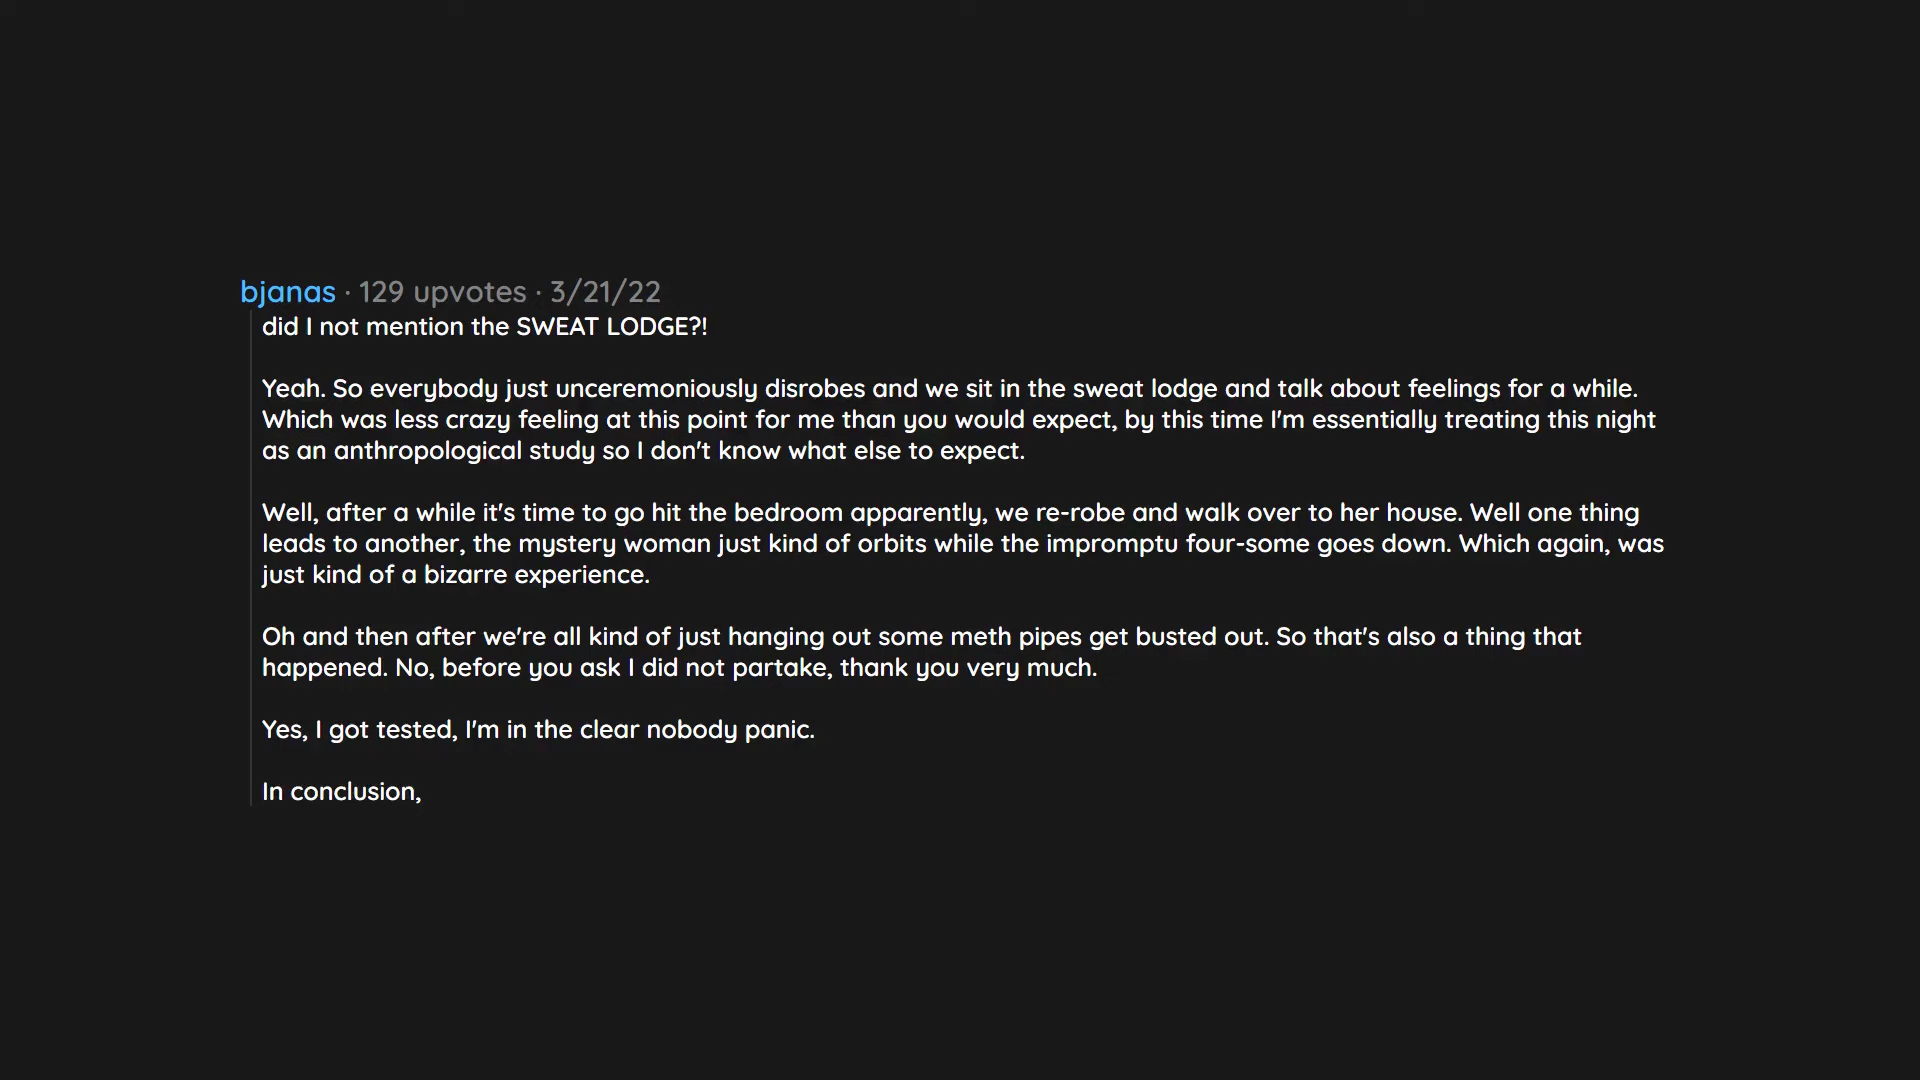 bjanas · 129 upvotes · 3/21/22
did I not mention the SWEAT LODGE?!
Yeah. So everybody just unceremoniously disrobes and we sit in the sweat lodge and talk about feelings for a while.
Which was less crazy feeling at this point for me than you would expect, by this time I'm essentially treating this night
as an anthropological study so I don't know what else to expect.
Well, after a while it's time to go hit the bedroom apparently, we re-robe and walk over to her house. Well one thing
leads to another, the mystery woman just kind of orbits while the impromptu four-some goes down. Which again, was
just kind of a bizarre experience.
Oh and then after we're all kind of just hanging out some meth pipes get busted out. So that's also a thing that
happened. No, before you ask I did not partake, thank you very much.
Yes, I got tested, I'm in the clear nobody panic.
In conclusion,